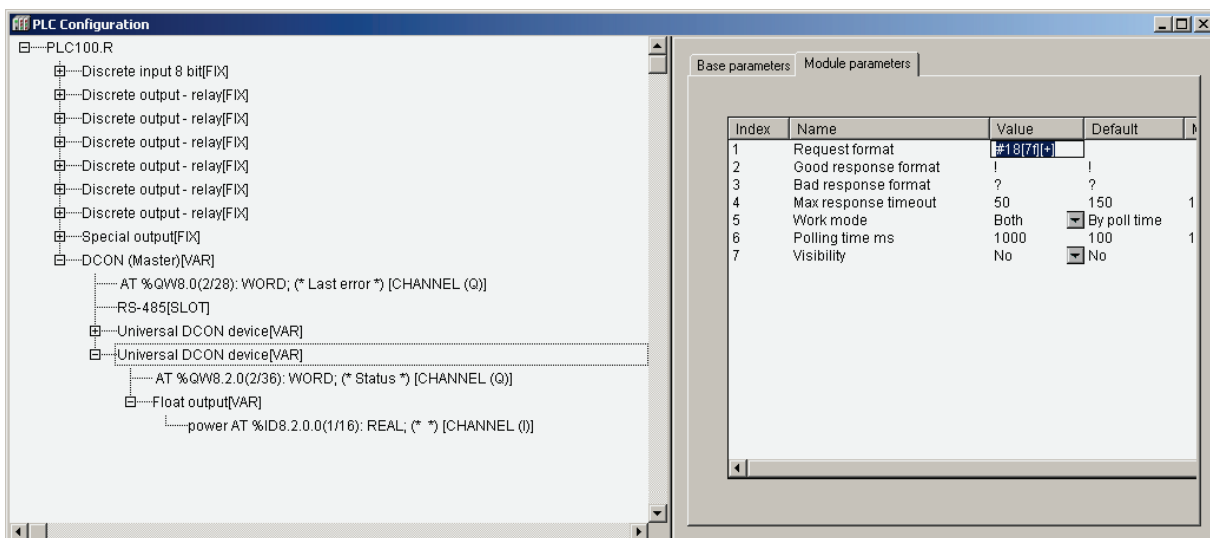 PLC Configuration
PLC100.R
Discrete input 8 bit[FIX]
Discrete output - relay[FIX]
Discrete output - relay[FIX]
Discrete output - relay[FIX]
Discrete output - relay[FIX]
Discrete output - relay[FIX]
Discrete output - relay[FIX]
Special output[FIX]
DCON (Master)[VAR]
AT %QW8.0(2/28): WORD; (* Last error *) [CHANNEL (Q)]
RS-485[SLOT]
Universal DCON device[VAR]
Universal DCON device[VAR]
AT %QW8.2.0(2/36): WORD; (* Status *) [CHANNEL (Q)]
Float output[VAR]
power AT %ID8.2.0.0(1/16): REAL; (* *) [CHANNEL (I)]
Base parameters Module parameters
Index Name Value Default
1 Request format #18[7f][+]
2 Good response format ! !
3 Bad response format ? ?
4 Max response timeout 50 150 1
5 Work mode Both By poll time
6 Polling time ms 1000 100 1
7 Visibility No No